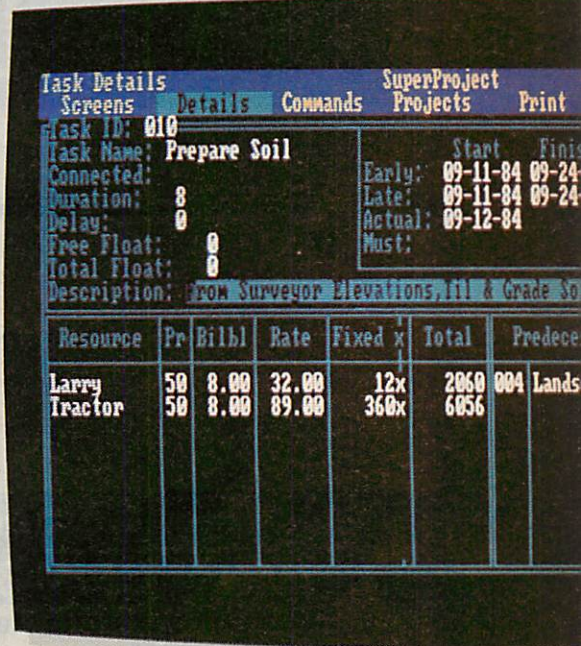 Task Details SuperProject
Screens Details Commands Projects Print
Task ID: 010
Task Name: Prepare Soil
Connected:
Duration: 8
Delay: 0
Free Float: 0
Total Float: 0
Start Finis
Early: 09-11-84 09-24-
Late: 09-11-84 09-24-
Actual: 09-12-84
Must:
Description: From Surveyor Elevations,Til & Grade So
Resource Pr Bilbl Rate Fixed x Total Predece
Larry 50 8.00 32.00 12x 2060 004 Lands
Tractor 50 8.00 89.00 360x 6056